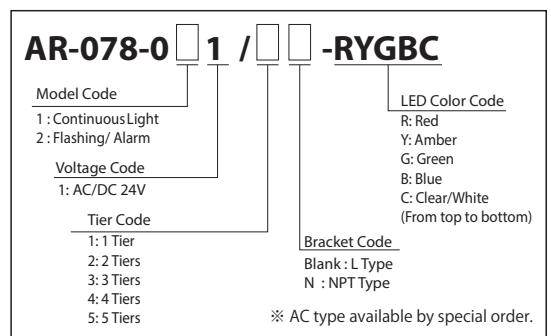 AR-078-0□1 /□□-RYGBC
Model Code
1 : Continuous Light
2 : Flashing/ Alarm
Voltage Code
1: AC/DC 24V
Tier Code
1: 1 Tier
2: 2 Tiers
3: 3 Tiers
4: 4 Tiers
5: 5 Tiers
Bracket Code
Blank : L Type
N : NPT Type
LED Color Code
R: Red
Y: Amber
G: Green
B: Blue
C: Clear/White
(From top to bottom)
※ AC type available by special order.